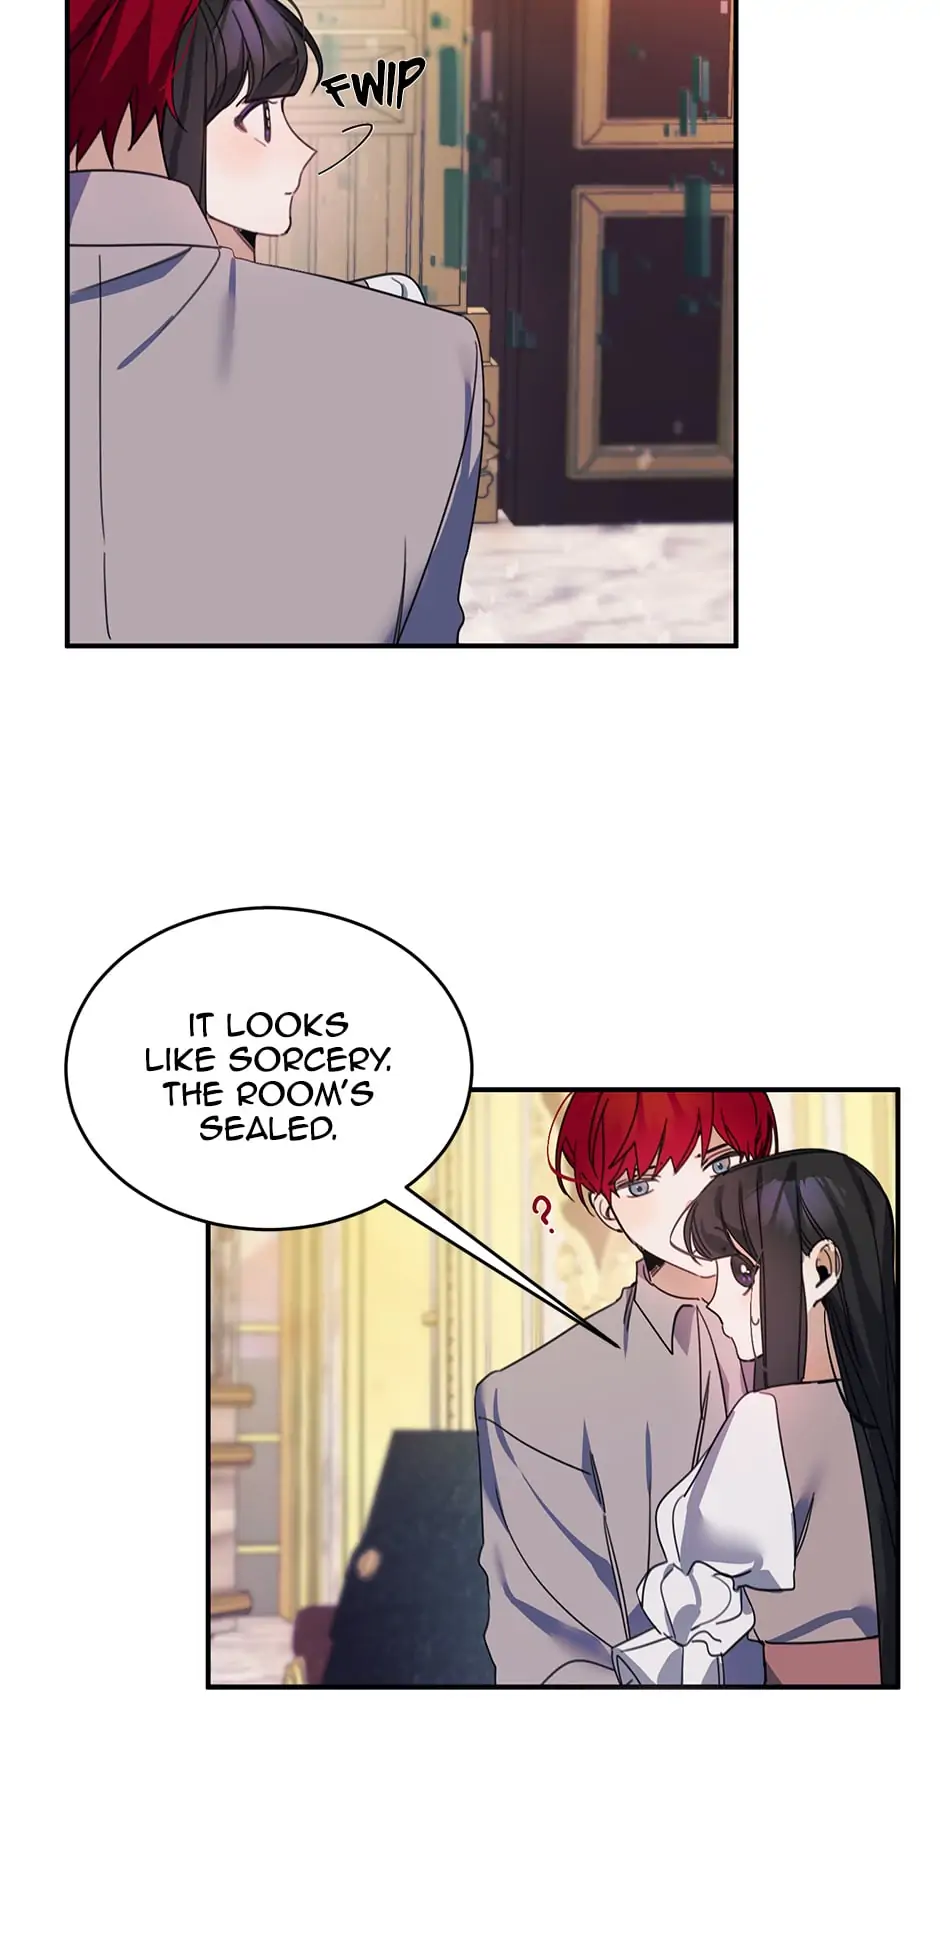 FWIP
IT LOOKS
LIKE SORCERY.
THE ROOM'S
SEALED.
?